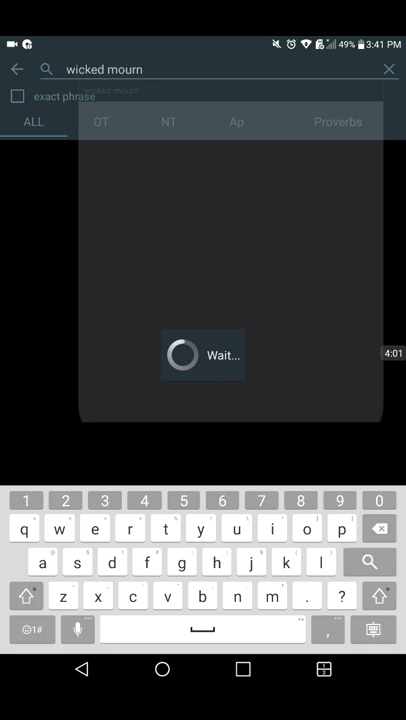 49% 3:41 PM
wicked mourn
exact phrase
wicked mourn
ALL OT NT Ap Proverbs
Wait...
4:01
1 2 3 4 5 6 7 8 9 0
q w e r t y u i o p
a s d f g h j k l
z x c v b n m . ?
☺1# ,